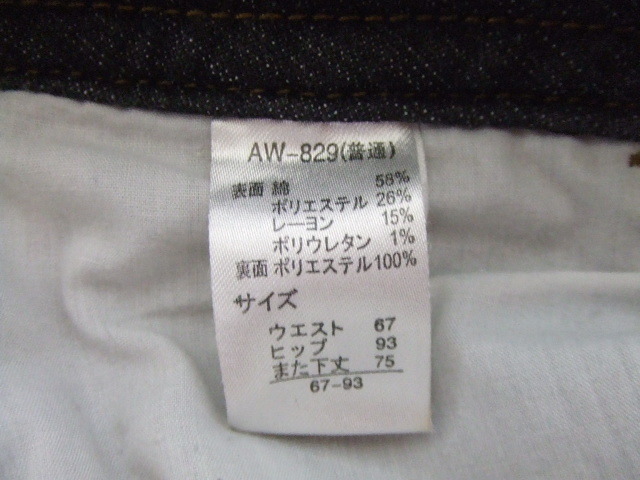 AW-829(普通)
表面 綿 58%
ポリエステル 26%
レーヨン 15%
ポリウレタン 1%
裏面 ポリエステル100%
サイズ
ウエスト 67
ヒップ 93
また下丈 75
67-93